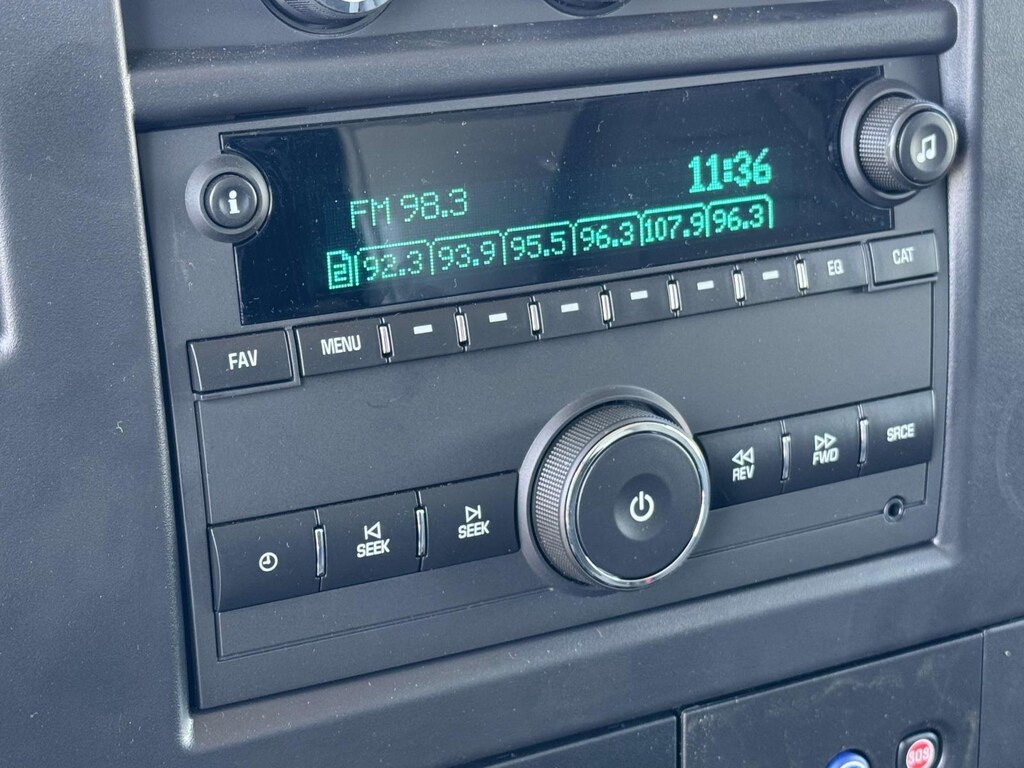 11:36
FM 98.3
2 92.3 93.9 95.5 96.3 107.9 96.3
i
FAV MENU EQ CAT
REV FWD SRCE
SEEK SEEK
SOS